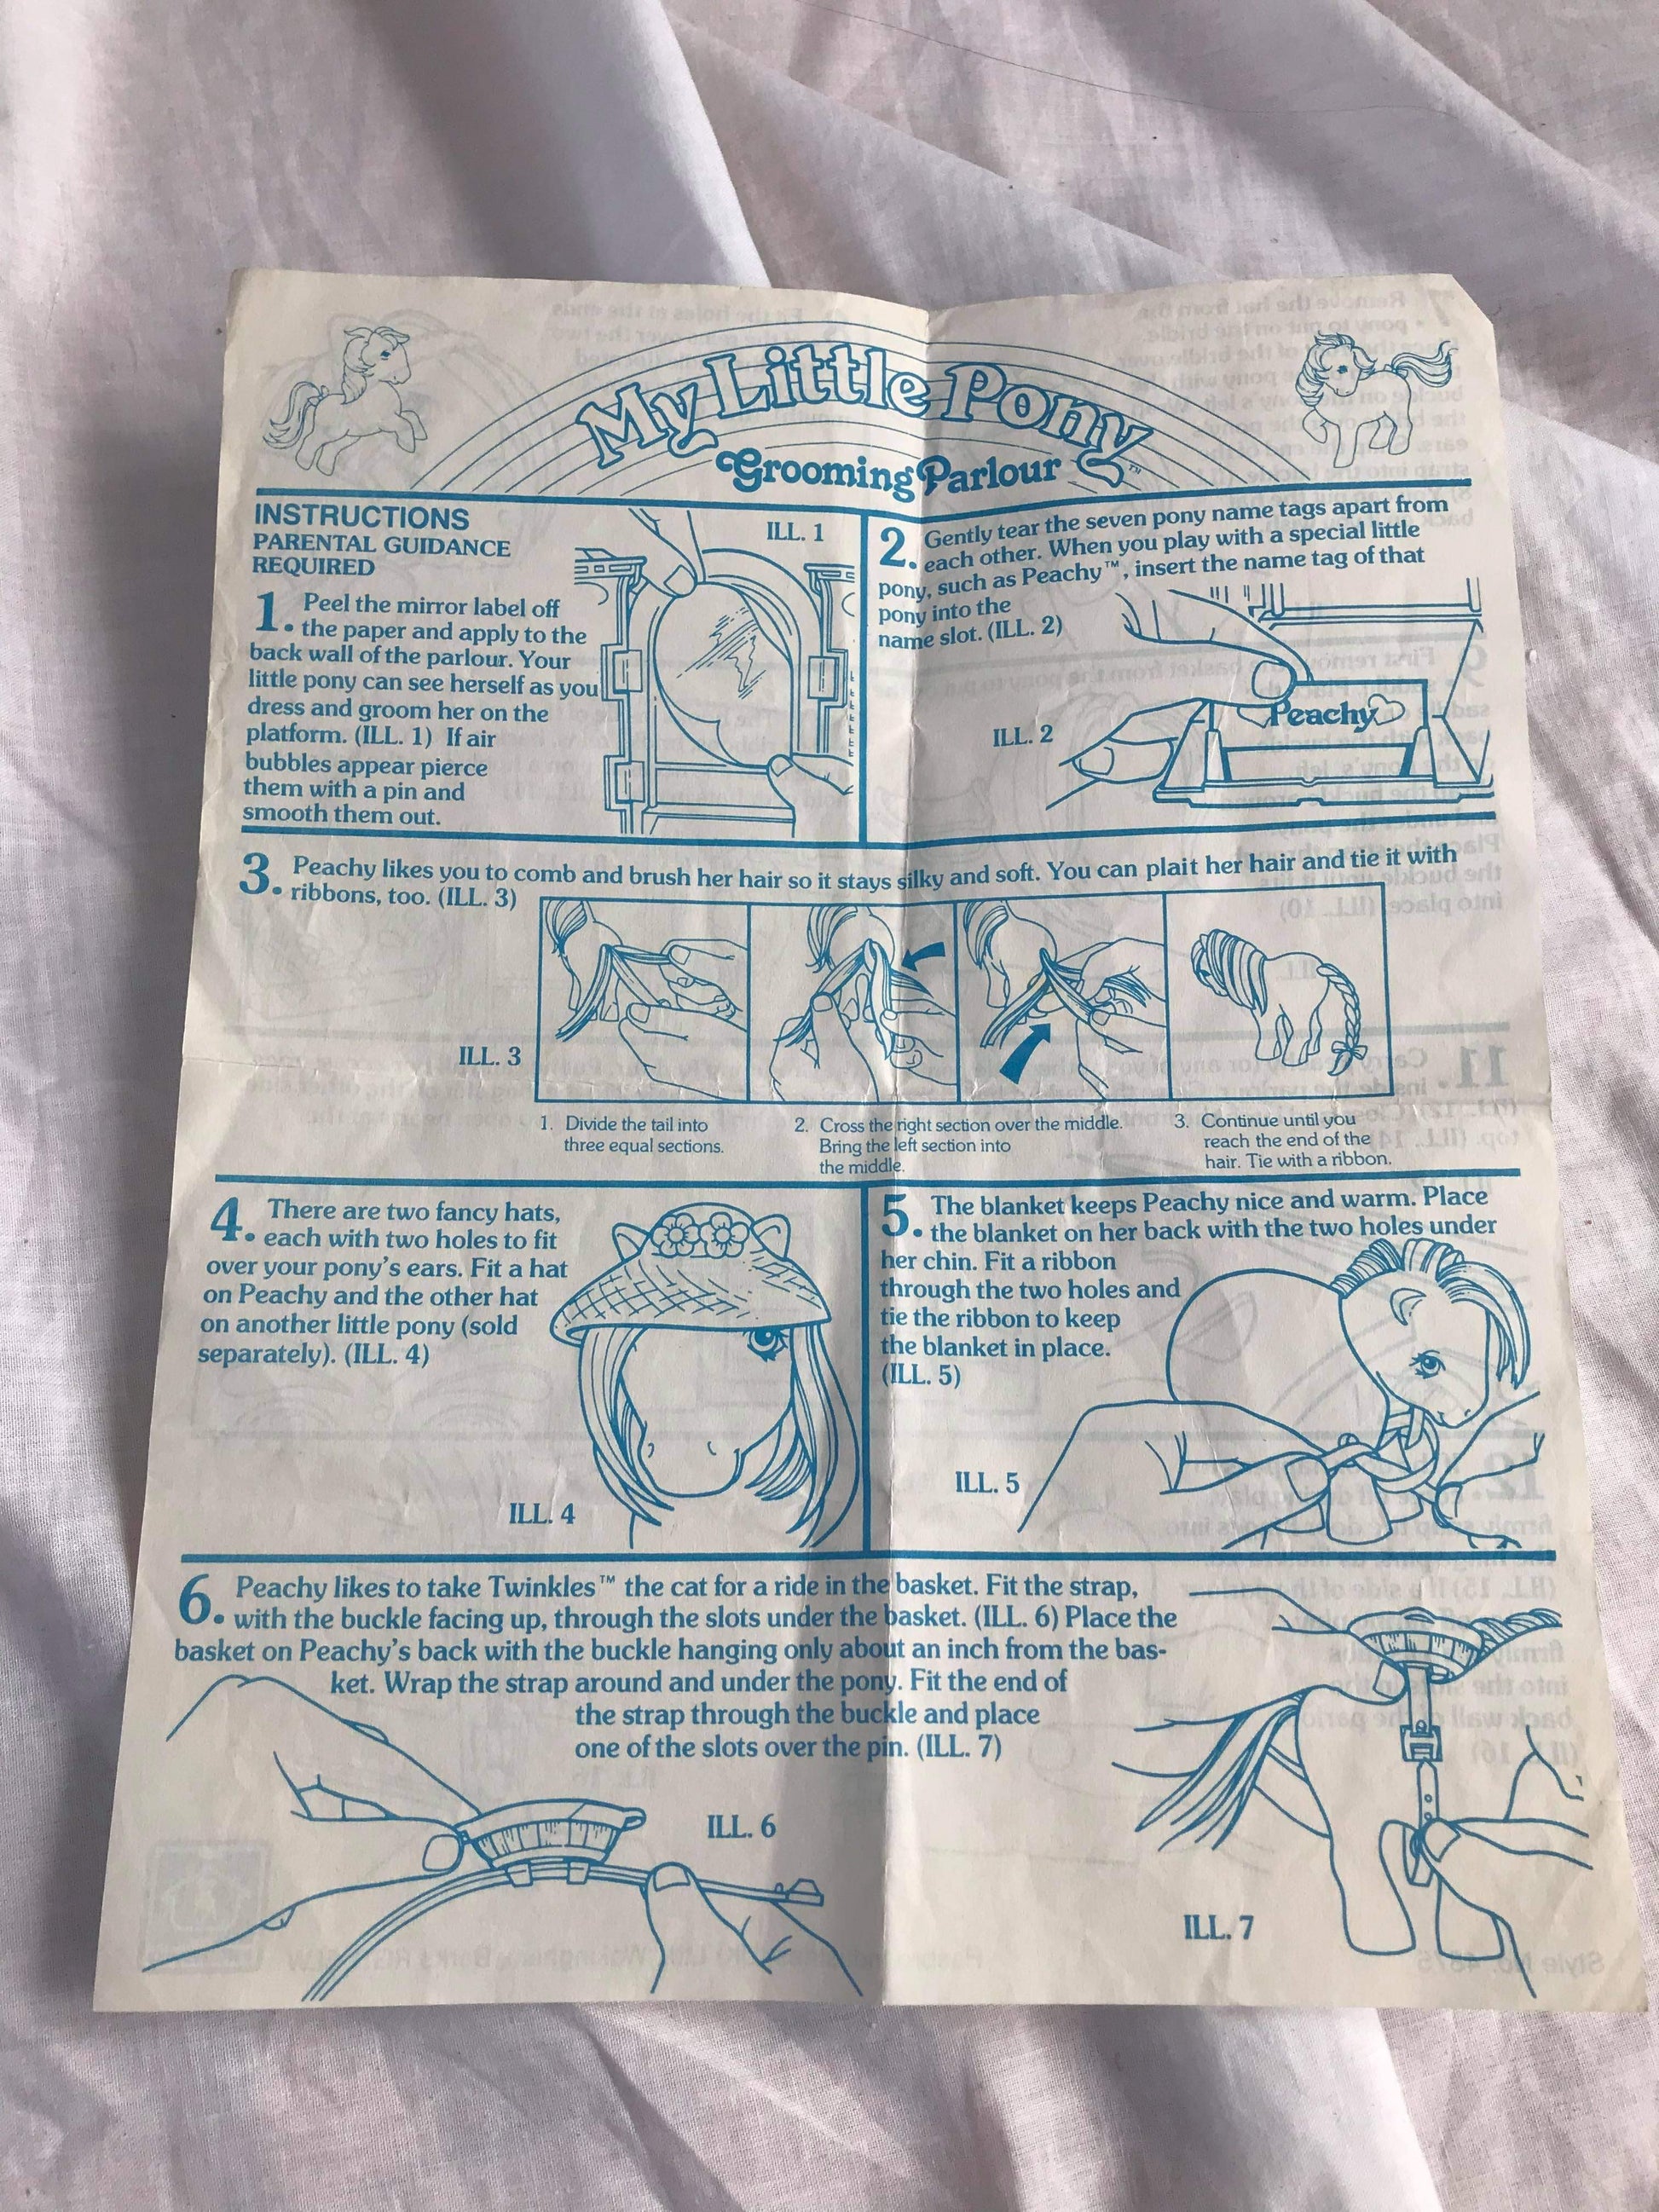 My Little Pony™
Grooming Parlour
INSTRUCTIONS
PARENTAL GUIDANCE
REQUIRED
1. Peel the mirror label off
the paper and apply to the
back wall of the parlour. Your
little pony can see herself as you
dress and groom her on the
platform. (ILL. 1) If air
bubbles appear pierce
them with a pin and
smooth them out.
ILL. 1
2. Gently tear the seven pony name tags apart from
each other. When you play with a special little
pony, such as Peachy™, insert the name tag of that
pony into the
name slot. (ILL. 2)
Peachy
ILL. 2
3. Peachy likes you to comb and brush her hair so it stays silky and soft. You can plait her hair and tie it with
ribbons, too. (ILL. 3)
ILL. 3
1. Divide the tail into
three equal sections.
2. Cross the right section over the middle.
Bring the left section into
the middle.
3. Continue until you
reach the end of the
hair. Tie with a ribbon.
4. There are two fancy hats,
each with two holes to fit
over your pony's ears. Fit a hat
on Peachy and the other hat
on another little pony (sold
separately). (ILL. 4)
ILL. 4
5. The blanket keeps Peachy nice and warm. Place
the blanket on her back with the two holes under
her chin. Fit a ribbon
through the two holes and
tie the ribbon to keep
the blanket in place.
(ILL. 5)
ILL. 5
6. Peachy likes to take Twinkles™ the cat for a ride in the basket. Fit the strap,
with the buckle facing up, through the slots under the basket. (ILL. 6) Place the
basket on Peachy's back with the buckle hanging only about an inch from the bas-
ket. Wrap the strap around and under the pony. Fit the end of
the strap through the buckle and place
one of the slots over the pin. (ILL. 7)
ILL. 6
ILL. 7